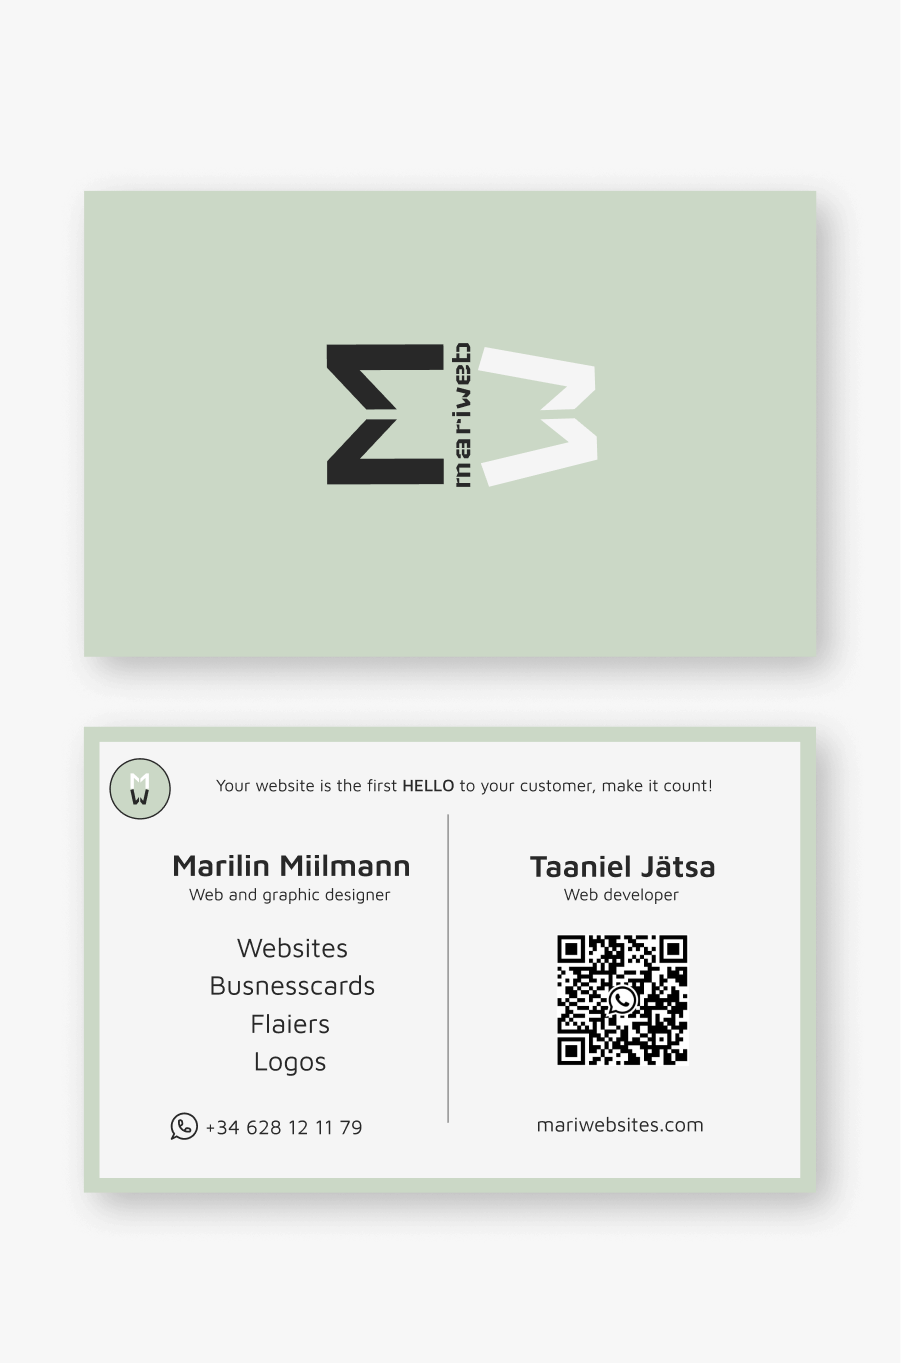 mariweb
Your website is the first HELLO to your customer, make it count!
Marilin Miilmann
Web and graphic designer
Websites
Busnesscards
Flaiers
Logos
+34 628 12 11 79
Taaniel Jätsa
Web developer
mariwebsites.com